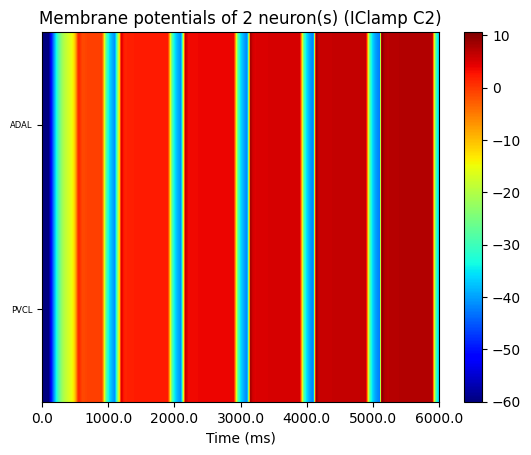 Membrane potentials of 2 neuron(s) (IClamp C2)
10
0
ADAL
−10
−20
−30
−40
PVCL
−50
−60
0.0 1000.0 2000.0 3000.0 4000.0 5000.0 6000.0
Time (ms)